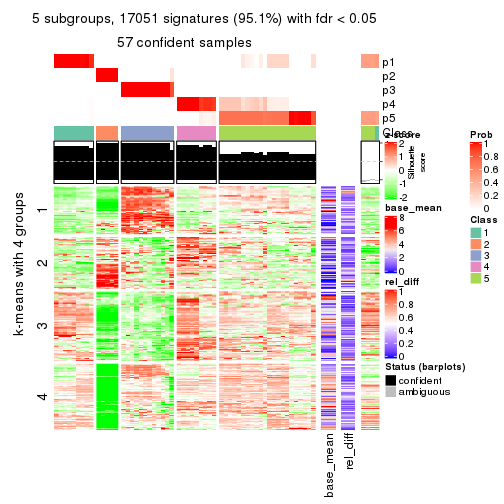 5 subgroups, 17051 signatures (95.1%) with fdr < 0.05
57 confident samples
p1
p2
p3
p4
p5
Class
Silhouette
score
k-means with 4 groups
1
2
3
4
base_mean
rel_diff
z-score
2
1
0
-1
-2
base_mean
8
6
4
2
0
rel_diff
1
0.8
0.6
0.4
0.2
0
Status (barplots)
confident
ambiguous
Prob
1
0.8
0.6
0.4
0.2
0
Class
1
2
3
4
5